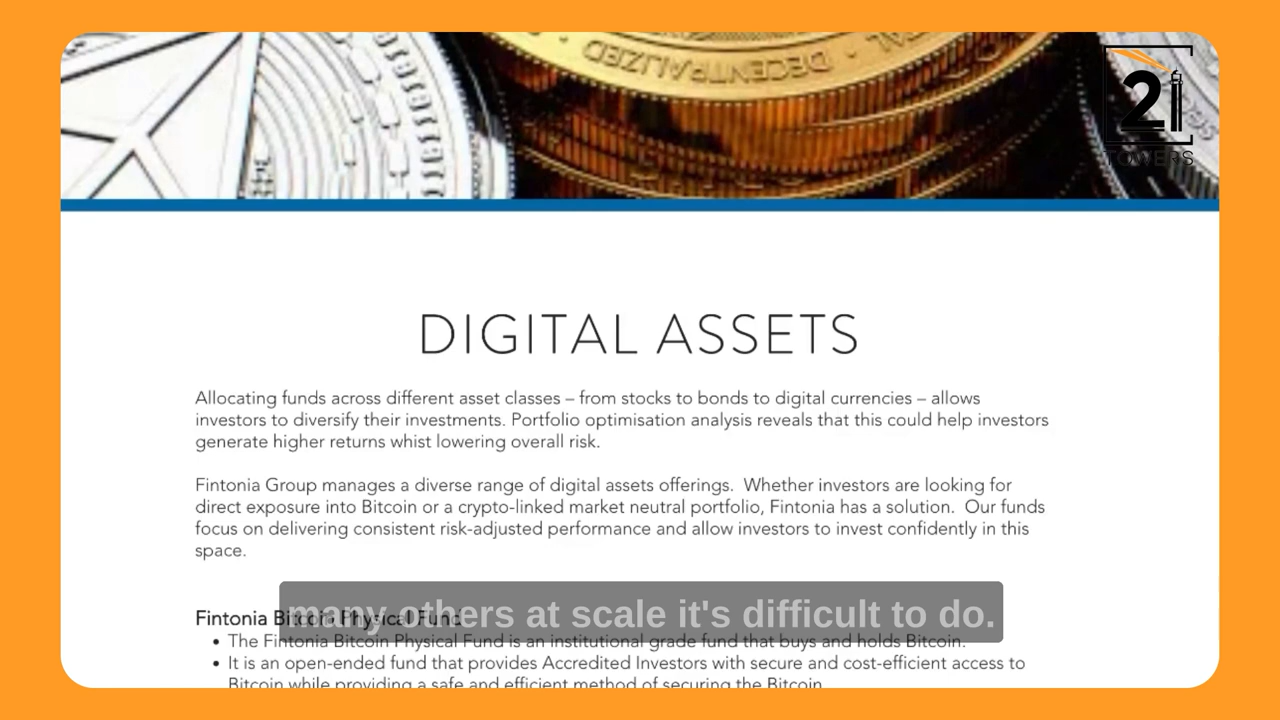 DECENTRALIZED
21
TOWERS
DIGITAL ASSETS
Allocating funds across different asset classes – from stocks to bonds to digital currencies – allows
investors to diversify their investments. Portfolio optimisation analysis reveals that this could help investors
generate higher returns whist lowering overall risk.
Fintonia Group manages a diverse range of digital assets offerings. Whether investors are looking for
direct exposure into Bitcoin or a crypto-linked market neutral portfolio, Fintonia has a solution. Our funds
focus on delivering consistent risk-adjusted performance and allow investors to invest confidently in this
space.
Fintonia Bitcoin Physical Fund
many others at scale it's difficult to do.
• The Fintonia Bitcoin Physical Fund is an institutional grade fund that buys and holds Bitcoin.
• It is an open-ended fund that provides Accredited Investors with secure and cost-efficient access to
Bitcoin while providing a safe and efficient method of securing the Bitcoin.